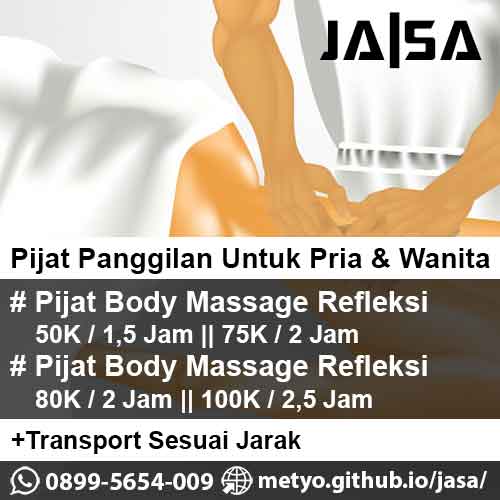 JA|SA
Pijat Panggilan Untuk Pria & Wanita
# Pijat Body Massage Refleksi
50K / 1,5 Jam || 75K / 2 Jam
# Pijat Body Massage Refleksi
80K / 2 Jam || 100K / 2,5 Jam
+Transport Sesuai Jarak
0899-5654-009 metyo.github.io/jasa/